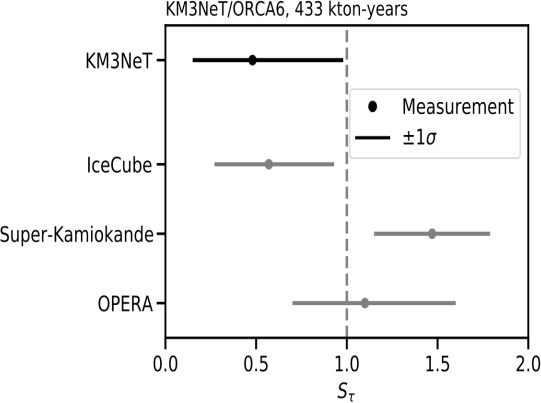 KM3NeT/ORCA6, 433 kton-years
KM3NeT
Measurement
±1σ
IceCube
Super-Kamiokande
OPERA
0.0 0.5 1.0 1.5 2.0
Sτ